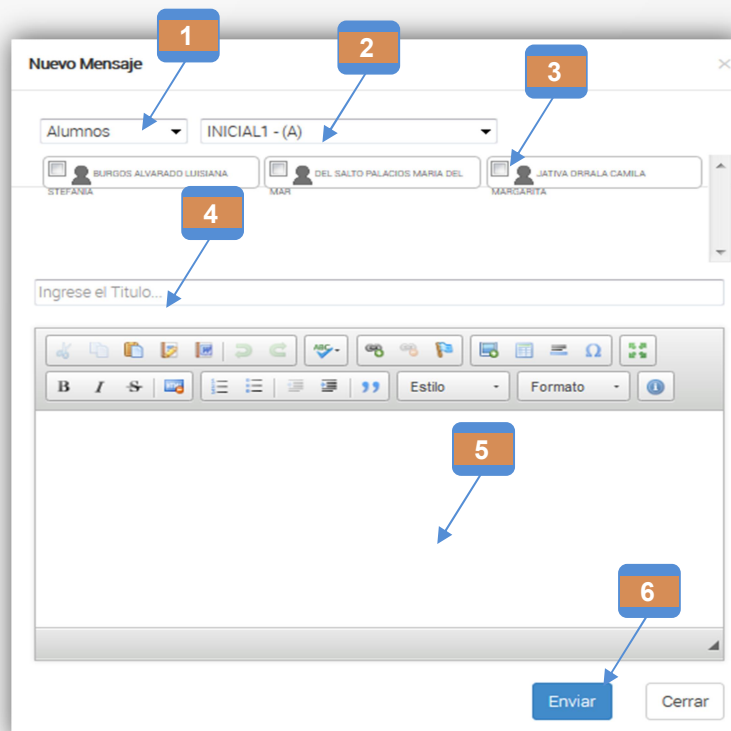 1
2
3
Nuevo Mensaje
×
Alumnos
INICIAL1 - (A)
BURGOS ALVARADO LUISIANA
STEFANIA
DEL SALTO PALACIOS MARIA DEL
MAR
JATIVA ORRALA CAMILA
MARGARITA
4
Ingrese el Titulo...
ABC
Ω
B I S
Estilo
Formato
5
6
Enviar
Cerrar